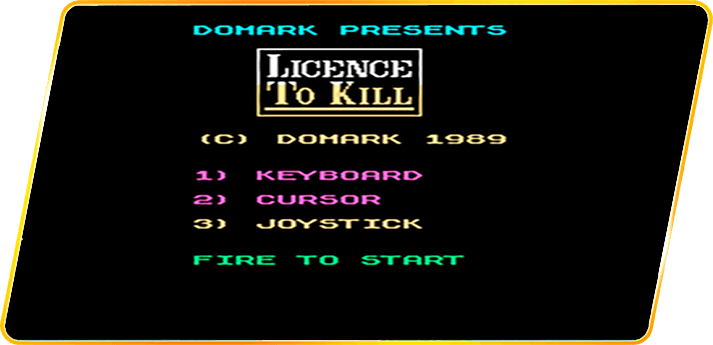 DOMARK PRESENTS
LICENCE
TO KILL
(C) DOMARK 1989
1) KEYBOARD
2) CURSOR
3) JOYSTICK
FIRE TO START